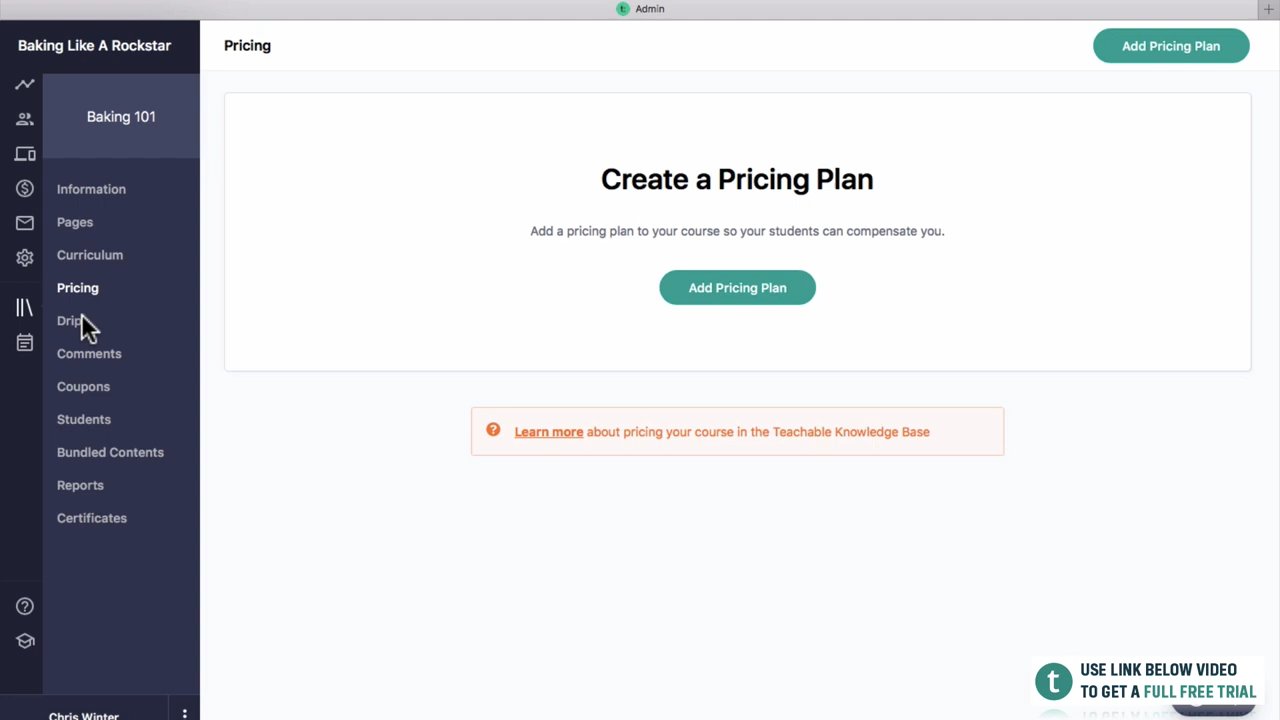 Admin
Baking Like A Rockstar
Pricing
Add Pricing Plan
Baking 101
Information
Pages
Curriculum
Pricing
Drip
Comments
Coupons
Students
Bundled Contents
Reports
Certificates
Create a Pricing Plan
Add a pricing plan to your course so your students can compensate you.
Add Pricing Plan
Learn more about pricing your course in the Teachable Knowledge Base
Chris Winter
t USE LINK BELOW VIDEO
TO GET A FULL FREE TRIAL